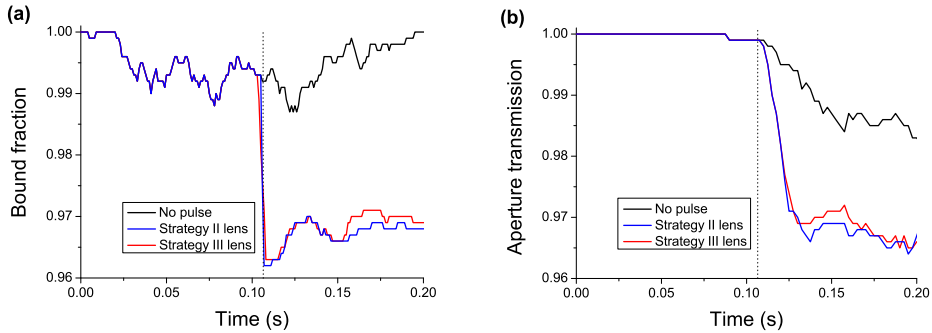 (a)
1.00
0.99
0.98
0.97
0.96
Bound fraction
No pulse
Strategy II lens
Strategy III lens
0.00 0.05 0.10 0.15 0.20
Time (s)
(b)
1.00
0.99
0.98
0.97
0.96
Aperture transmission
No pulse
Strategy II lens
Strategy III lens
0.00 0.05 0.10 0.15 0.20
Time (s)